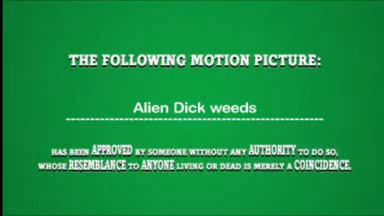 THE FOLLOWING MOTION PICTURE:
Alien Dick weeds
HAS BEEN APPROVED BY SOMEONE WITHOUT ANY AUTHORITY TO DO SO,
WHOSE RESEMBLANCE TO ANYONE LIVING OR DEAD IS MERELY A COINCIDENCE.